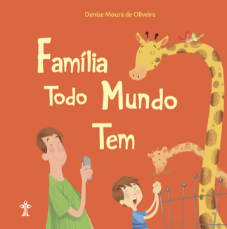 Denise Moura de Oliveira
Família
Todo Mundo
Tem